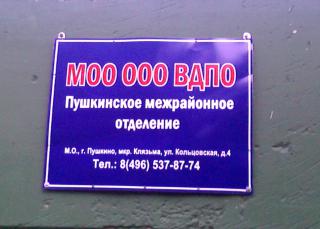 МОО ООО ВДПО
Пушкинское межрайонное
отделение
М.О., г. Пушкино, мкр. Клязьма, ул. Кольцовская, д.4
Тел.: 8(496) 537-87-74